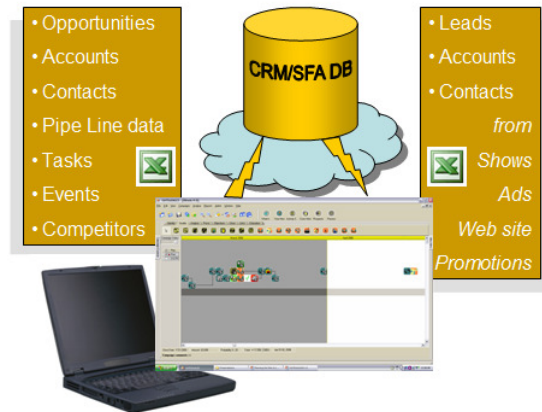 • Opportunities
• Accounts
• Contacts
• Pipe Line data
• Tasks
• Events
• Competitors
CRM/SFA DB
• Leads
• Accounts
• Contacts
from
Shows
Ads
Web site
Promotions